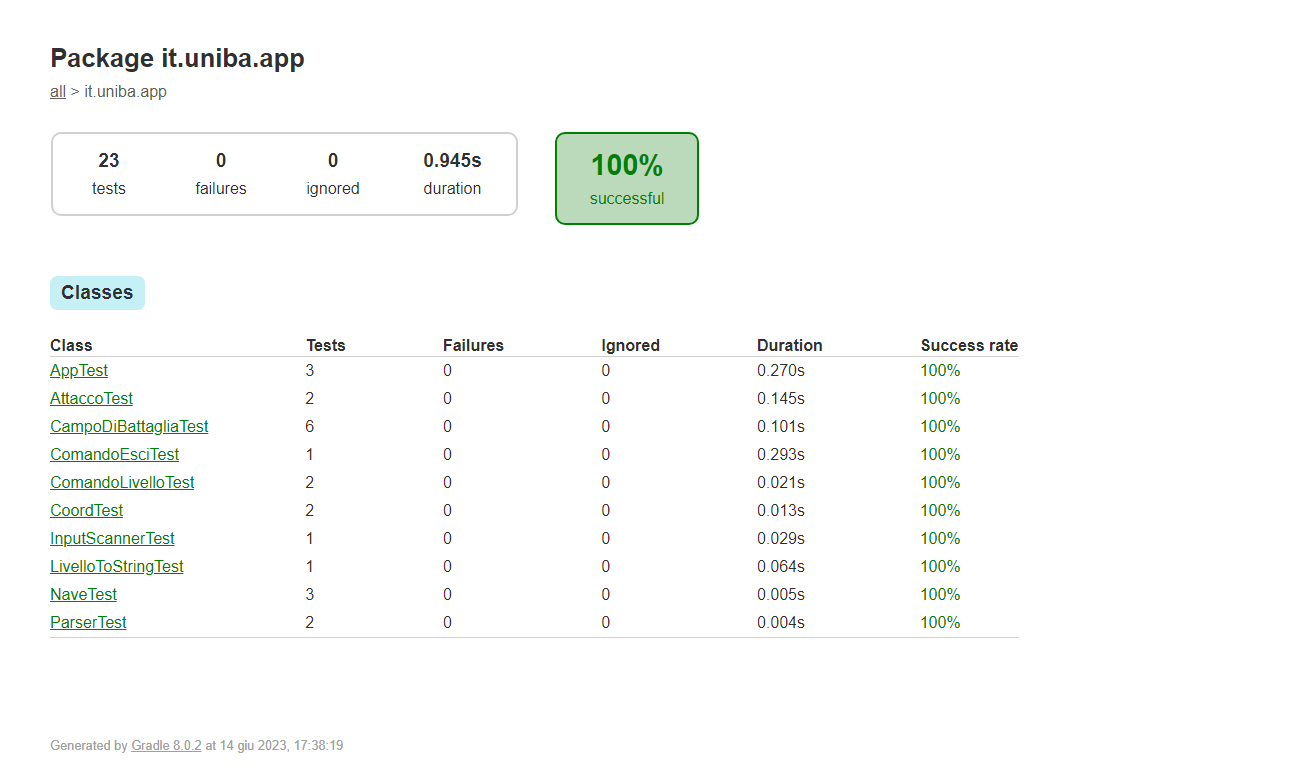 Package it.uniba.app
all > it.uniba.app
23 0 0 0.945s
tests failures ignored duration
100%
successful
Classes
Class Tests Failures Ignored Duration Success rate
AppTest 3 0 0 0.270s 100%
AttaccoTest 2 0 0 0.145s 100%
CampoDiBattagliaTest 6 0 0 0.101s 100%
ComandoEsciTest 1 0 0 0.293s 100%
ComandoLivelloTest 2 0 0 0.021s 100%
CoordTest 2 0 0 0.013s 100%
InputScannerTest 1 0 0 0.029s 100%
LivelloToStringTest 1 0 0 0.064s 100%
NaveTest 3 0 0 0.005s 100%
ParserTest 2 0 0 0.004s 100%
Generated by Gradle 8.0.2 at 14 giu 2023, 17:38:19